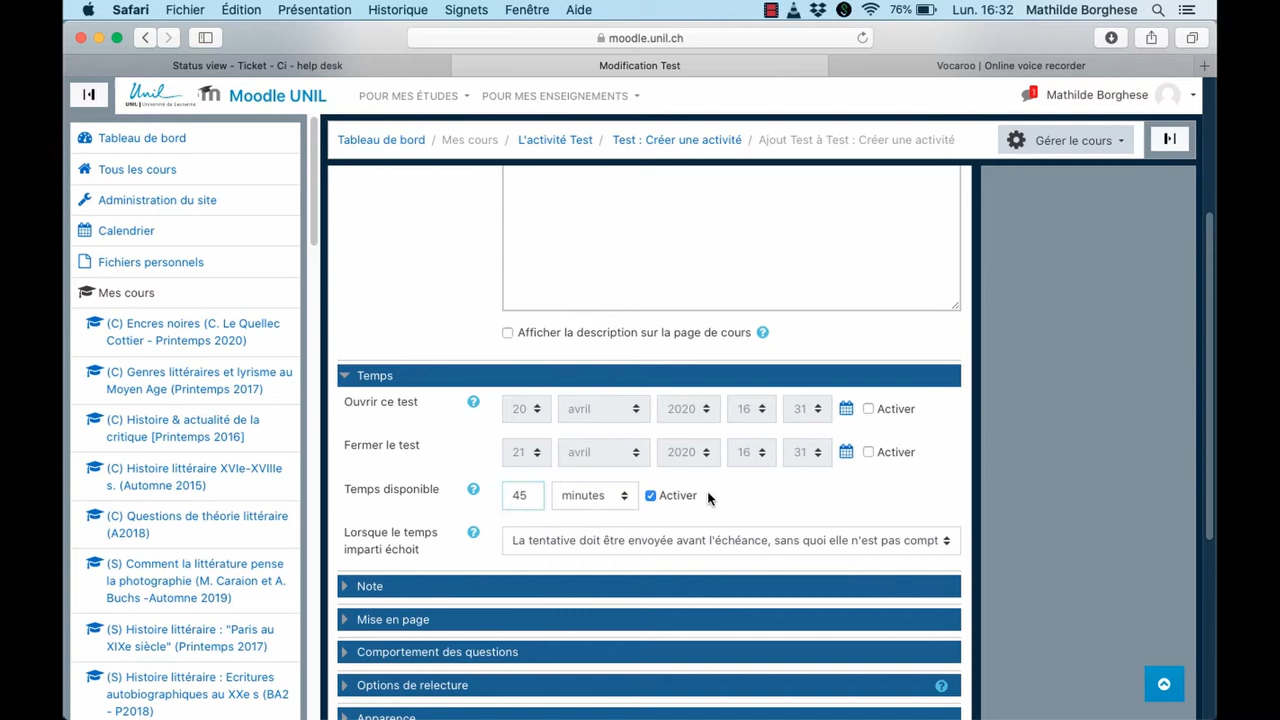 Safari Fichier Édition Présentation Historique Signets Fenêtre Aide 76% Lun. 16:32 Mathilde Borghese
moodle.unil.ch
Status view - Ticket - Ci - help desk Modification Test Vocaroo | Online voice recorder
Unil Moodle UNIL POUR MES ÉTUDES POUR MES ENSEIGNEMENTS 1 Mathilde Borghese
UNIL | Université de Lausanne
Tableau de bord / Mes cours / L'activité Test / Test : Créer une activité / Ajout Test à Test : Créer une activité Gérer le cours
Tableau de bord
Tous les cours
Administration du site
Calendrier
Fichiers personnels
Mes cours
(C) Encres noires (C. Le Quellec
Cottier - Printemps 2020)
(C) Genres littéraires et lyrisme au
Moyen Age (Printemps 2017)
(C) Histoire & actualité de la
critique [Printemps 2016]
(C) Histoire littéraire XVIe-XVIIIe
s. (Automne 2015)
(C) Questions de théorie littéraire
(A2018)
(S) Comment la littérature pense
la photographie (M. Caraion et A.
Buchs -Automne 2019)
(S) Histoire littéraire : "Paris au
XIXe siècle" (Printemps 2017)
(S) Histoire littéraire : Ecritures
autobiographiques au XXe s (BA2
- P2018)
Afficher la description sur la page de cours ?
Temps
Ouvrir ce test ? 20 avril 2020 16 31 Activer
Fermer le test ? 21 avril 2020 16 31 Activer
Temps disponible ? 45 minutes Activer
Lorsque le temps
imparti échoit ? La tentative doit être envoyée avant l'échéance, sans quoi elle n'est pas compt
Note
Mise en page
Comportement des questions
Options de relecture ?
Apparence